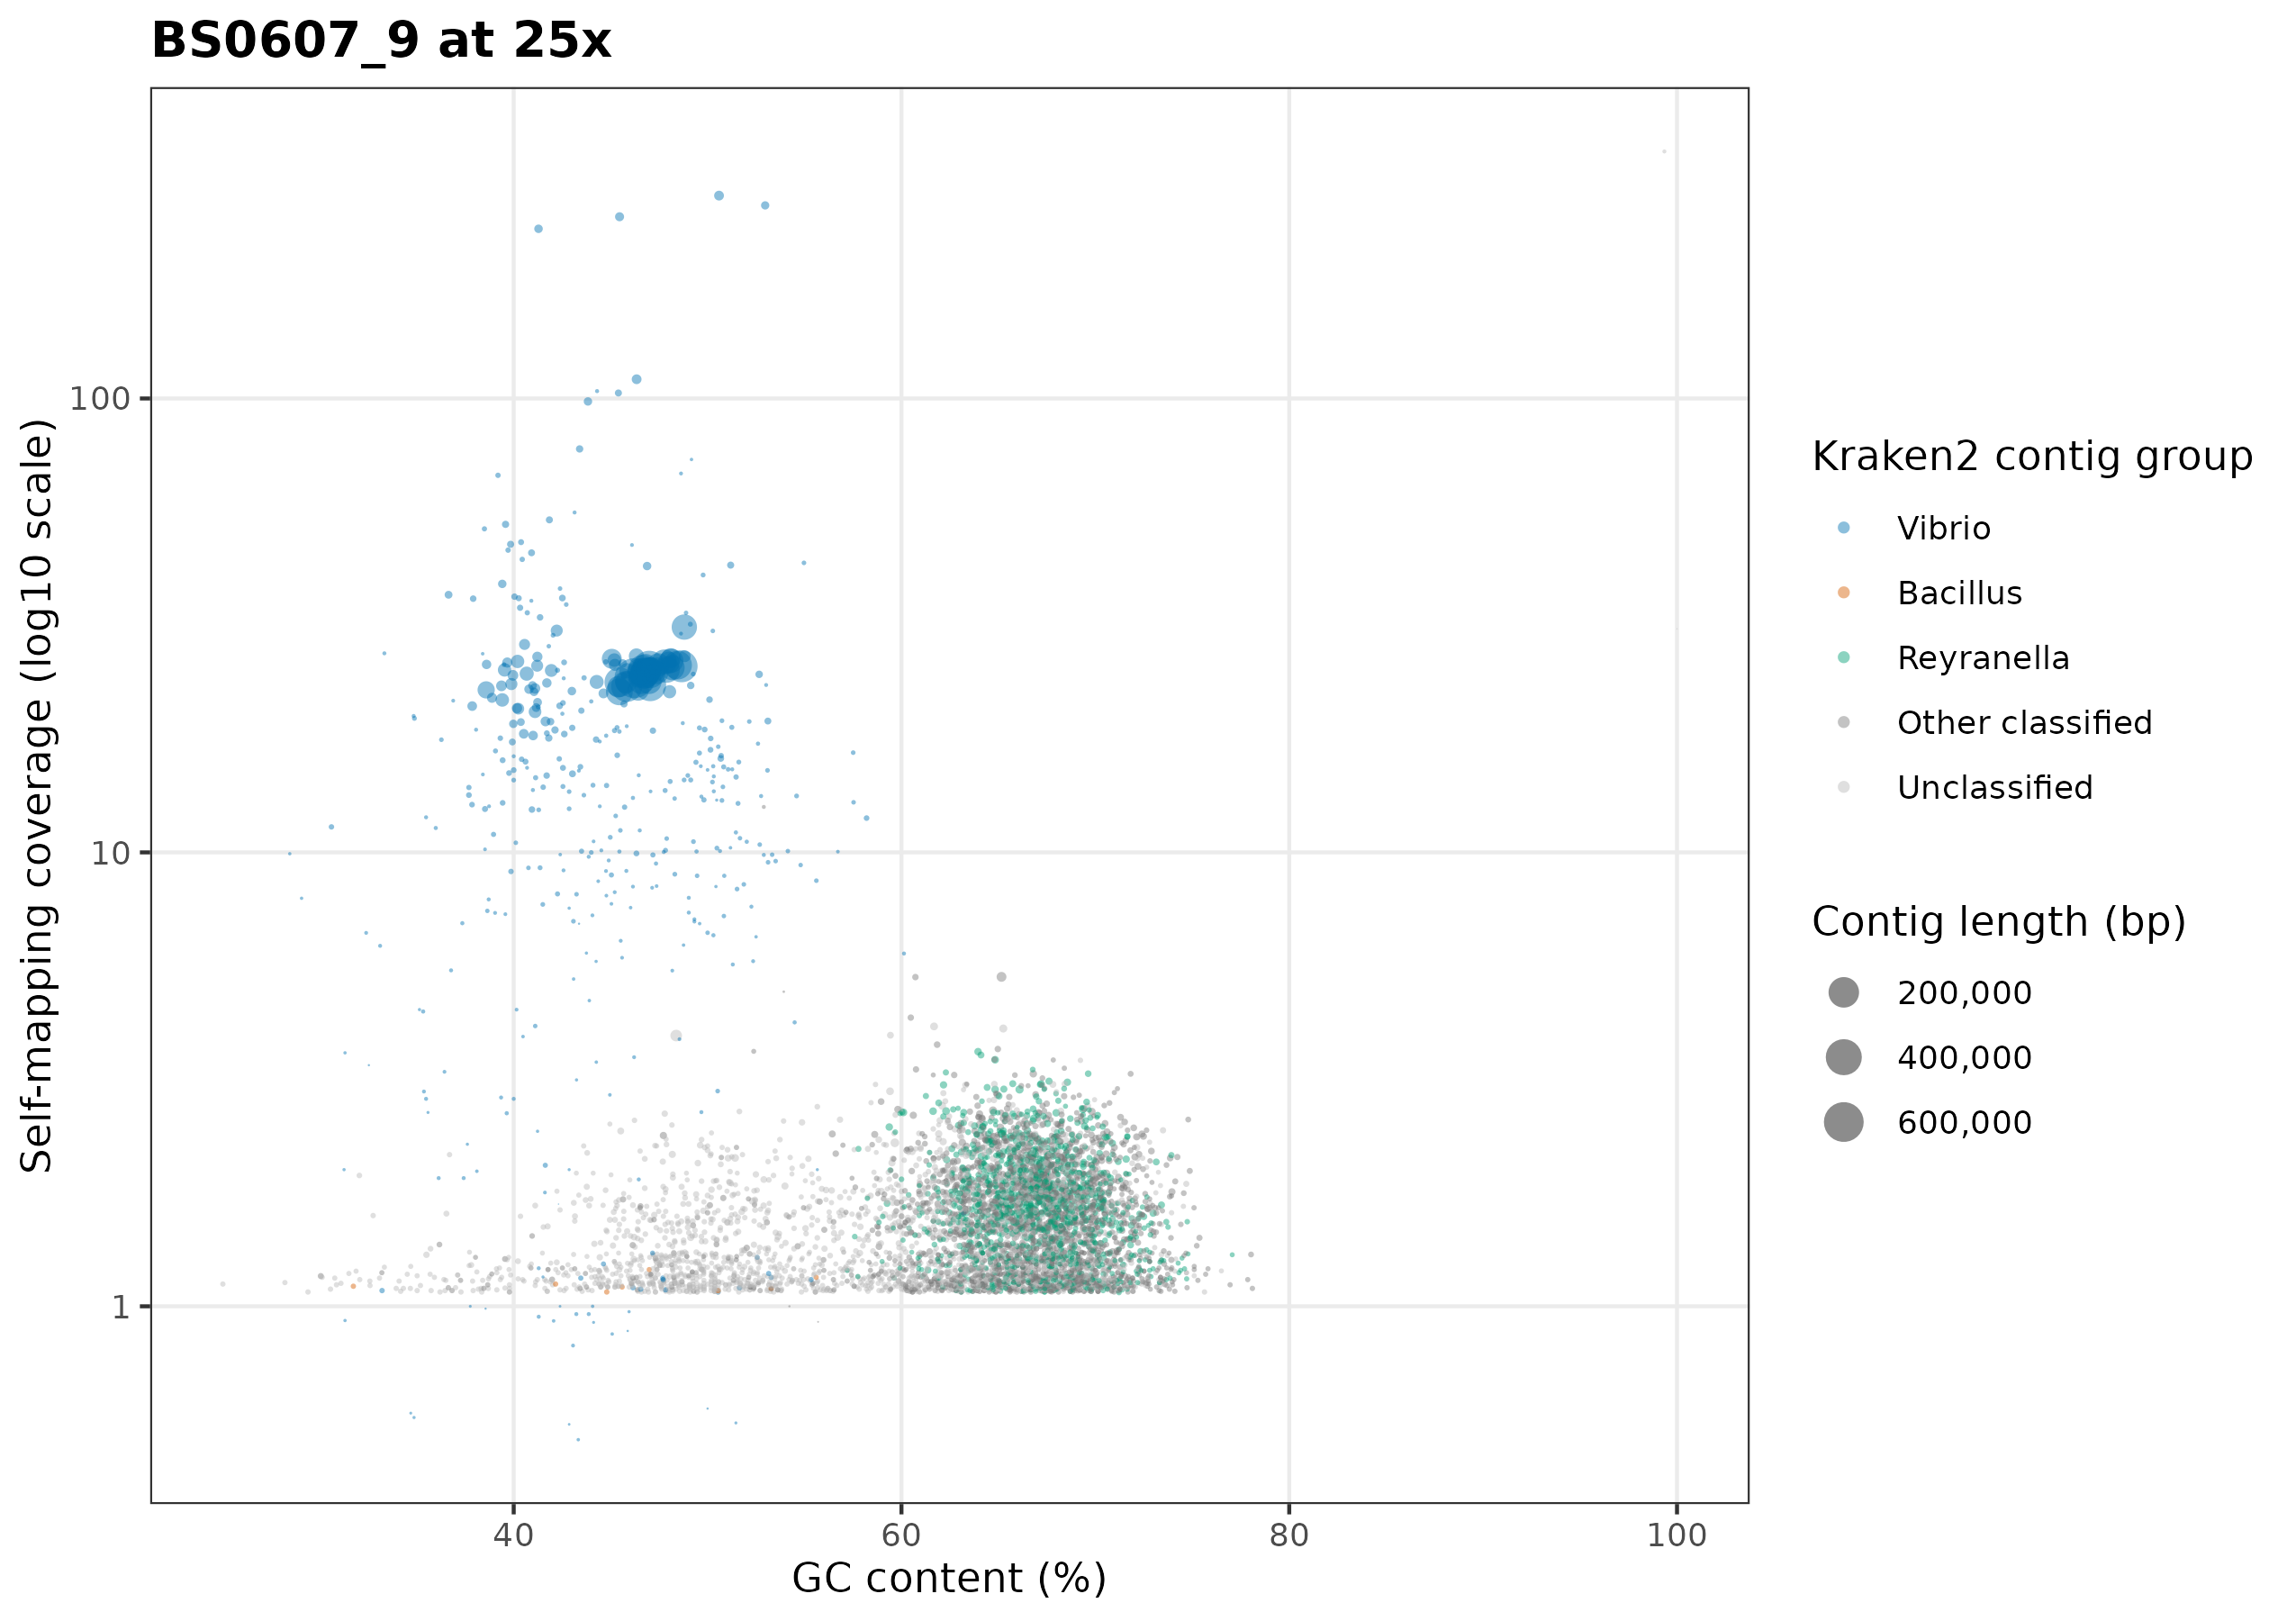 BS0607_9 at 25x
Self-mapping coverage (log10 scale)
100
10
1
40 60 80 100
GC content (%)
Kraken2 contig group
Vibrio
Bacillus
Reyranella
Other classified
Unclassified
Contig length (bp)
200,000
400,000
600,000